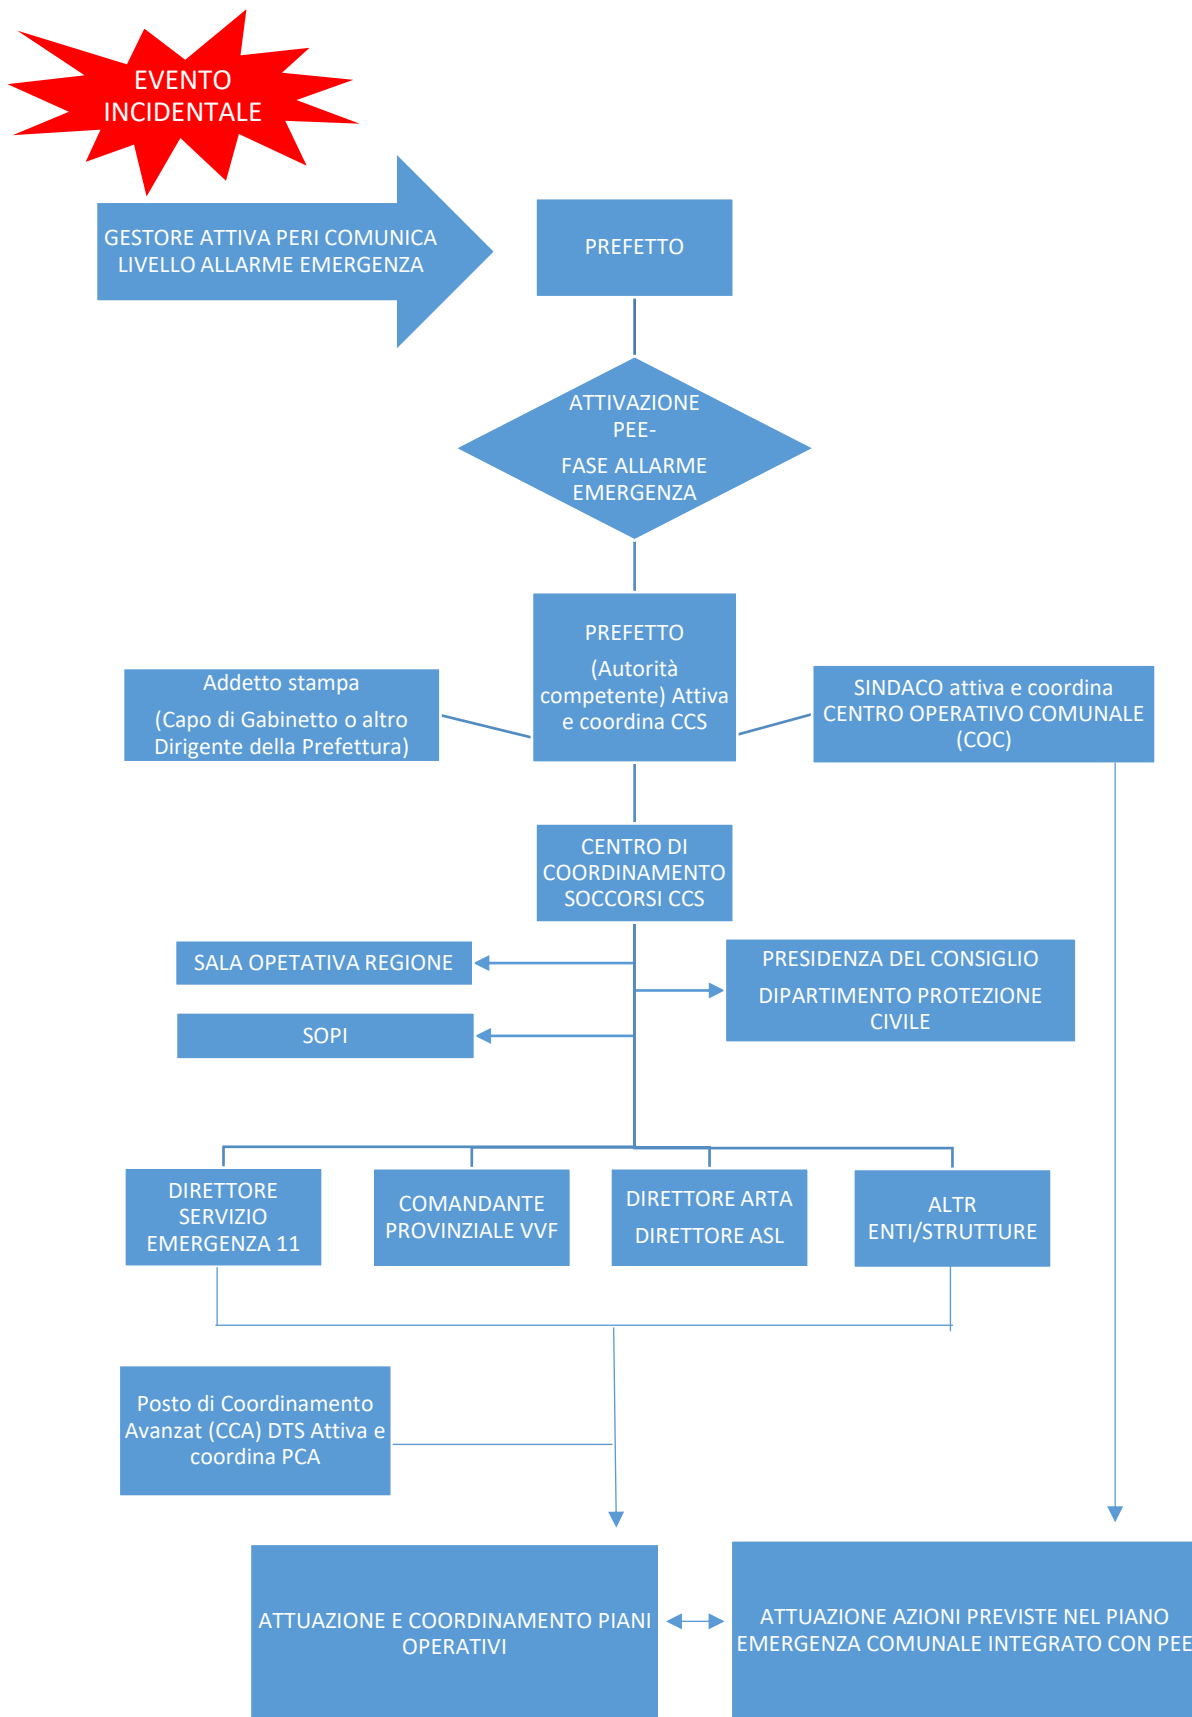 EVENTO
INCIDENTALE
GESTORE ATTIVA PERI COMUNICA
LIVELLO ALLARME EMERGENZA
PREFETTO
ATTIVAZIONE
PEE-
FASE ALLARME
EMERGENZA
PREFETTO
(Autorità
competente) Attiva
e coordina CCS
Addetto stampa
(Capo di Gabinetto o altro
Dirigente della Prefettura)
SINDACO attiva e coordina
CENTRO OPERATIVO COMUNALE
(COC)
CENTRO DI
COORDINAMENTO
SOCCORSI CCS
SALA OPETATIVA REGIONE
PRESIDENZA DEL CONSIGLIO
DIPARTIMENTO PROTEZIONE
CIVILE
SOPI
DIRETTORE
SERVIZIO
EMERGENZA 11
COMANDANTE
PROVINZIALE VVF
DIRETTORE ARTA
DIRETTORE ASL
ALTR
ENTI/STRUTTURE
Posto di Coordinamento
Avanzat (CCA) DTS Attiva e
coordina PCA
ATTUAZIONE E COORDINAMENTO PIANI
OPERATIVI
ATTUAZIONE AZIONI PREVISTE NEL PIANO
EMERGENZA COMUNALE INTEGRATO CON PEE